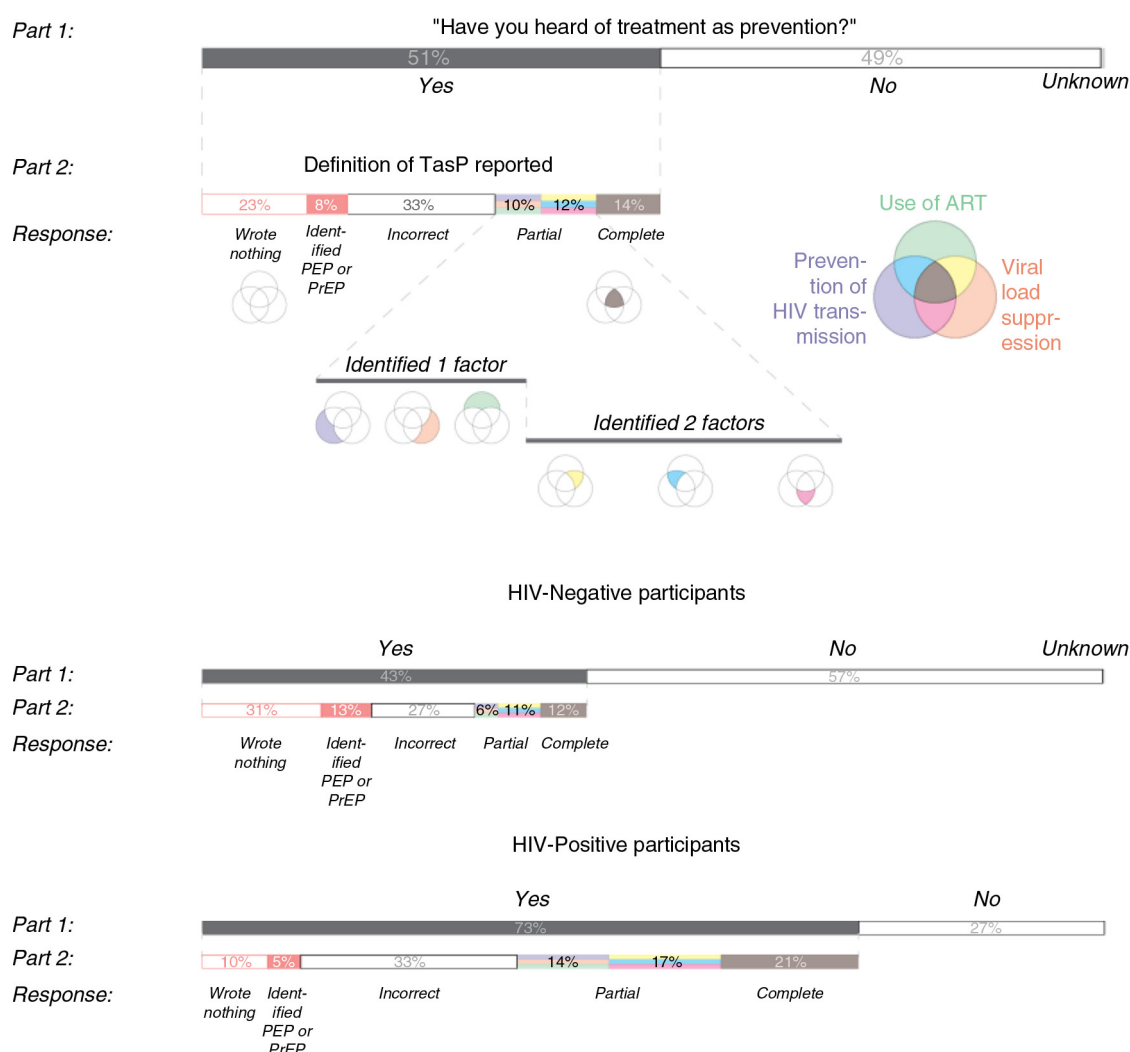 Part 1:
"Have you heard of treatment as prevention?"
51%
49%
Yes
No
Unknown
Part 2:
Definition of TasP reported
23%
8%
33%
10%
12%
14%
Response:
Wrote
nothing
Ident-
ified
PEP or
PrEP
Incorrect
Partial
Complete
Use of ART
Preven-
tion of
HIV trans-
mission
Viral
load
suppr-
ession
Identified 1 factor
Identified 2 factors
HIV-Negative participants
Yes
No
Unknown
Part 1:
43%
57%
Part 2:
31%
13%
27%
6%
11%
12%
Response:
Wrote
nothing
Ident-
ified
PEP or
PrEP
Incorrect
Partial
Complete
HIV-Positive participants
Yes
No
Part 1:
73%
27%
Part 2:
10%
5%
33%
14%
17%
21%
Response:
Wrote
nothing
Ident-
ified
PEP or
PrEP
Incorrect
Partial
Complete